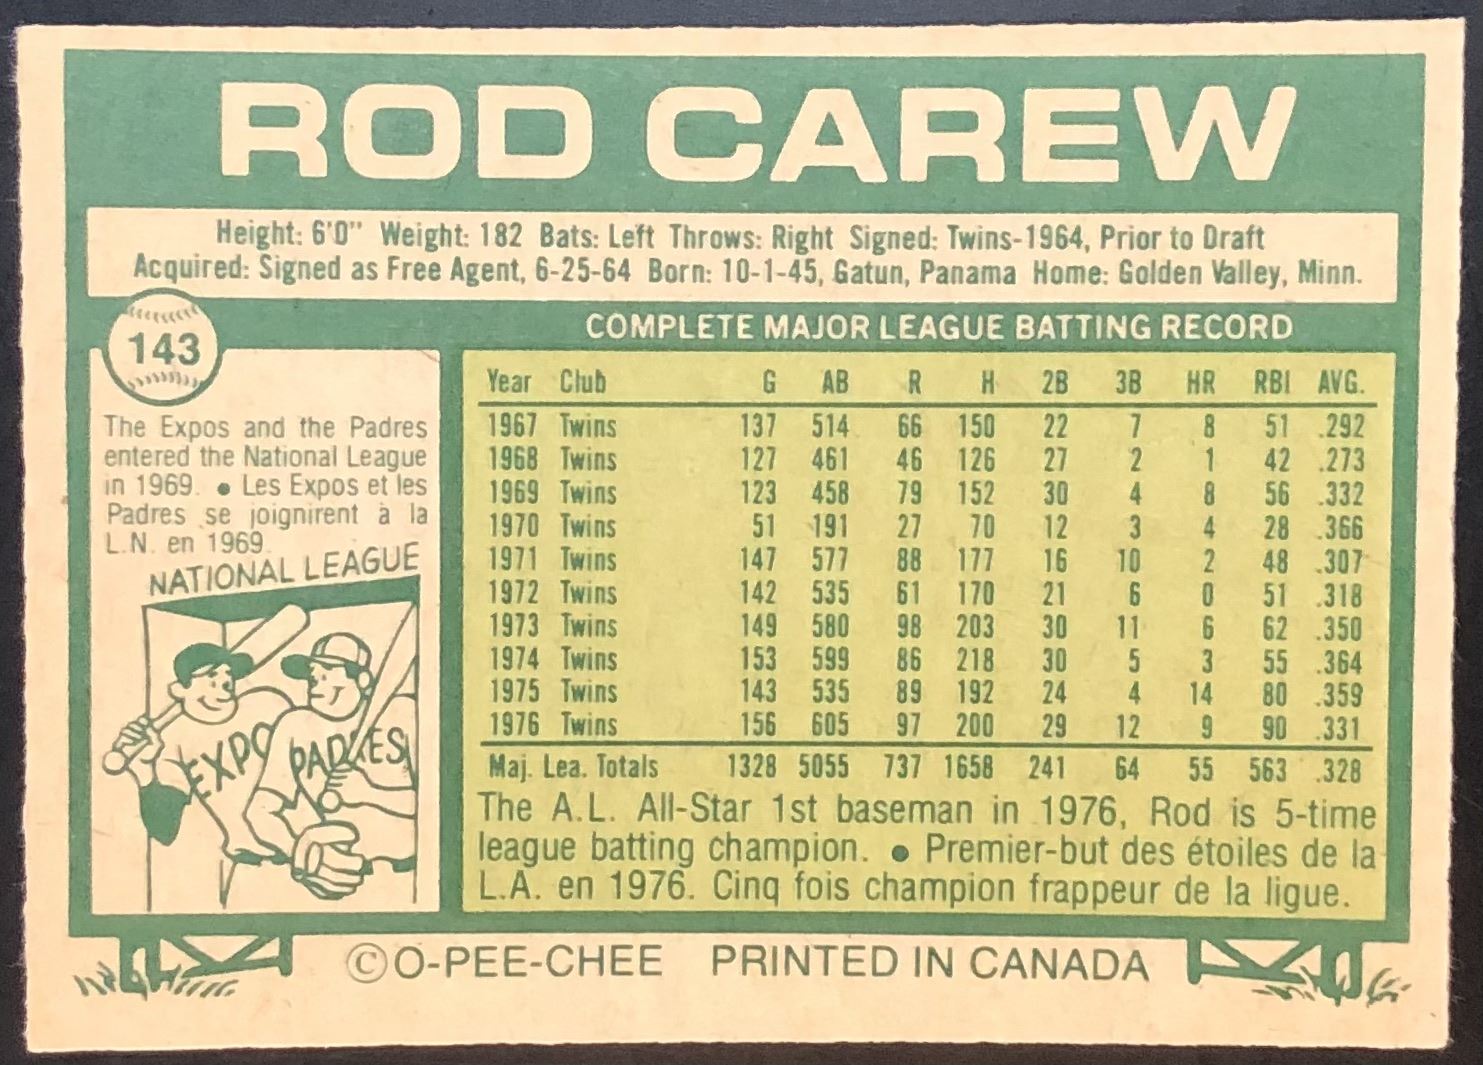 ROD CAREW
Height: 6'0" Weight: 182 Bats: Left Throws: Right Signed: Twins-1964, Prior to Draft
Acquired: Signed as Free Agent, 6-25-64 Born: 10-1-45, Gatun, Panama Home: Golden Valley, Minn.
143
The Expos and the Padres
entered the National League
in 1969. ● Les Expos et les
Padres se joignirent à la
L.N. en 1969.
NATIONAL LEAGUE
EXPO
PADRES
COMPLETE MAJOR LEAGUE BATTING RECORD
Year Club G AB R H 2B 3B HR RBI AVG.
1967 Twins 137 514 66 150 22 7 8 51 .292
1968 Twins 127 461 46 126 27 2 1 42 .273
1969 Twins 123 458 79 152 30 4 8 56 .332
1970 Twins 51 191 27 70 12 3 4 28 .366
1971 Twins 147 577 88 177 16 10 2 48 .307
1972 Twins 142 535 61 170 21 6 0 51 .318
1973 Twins 149 580 98 203 30 11 6 62 .350
1974 Twins 153 599 86 218 30 5 3 55 .364
1975 Twins 143 535 89 192 24 4 14 80 .359
1976 Twins 156 605 97 200 29 12 9 90 .331
Maj. Lea. Totals 1328 5055 737 1658 241 64 55 563 .328
The A.L. All-Star 1st baseman in 1976, Rod is 5-time
league batting champion. ● Premier-but des étoiles de la
L.A. en 1976. Cinq fois champion frappeur de la ligue.
©O-PEE-CHEE PRINTED IN CANADA